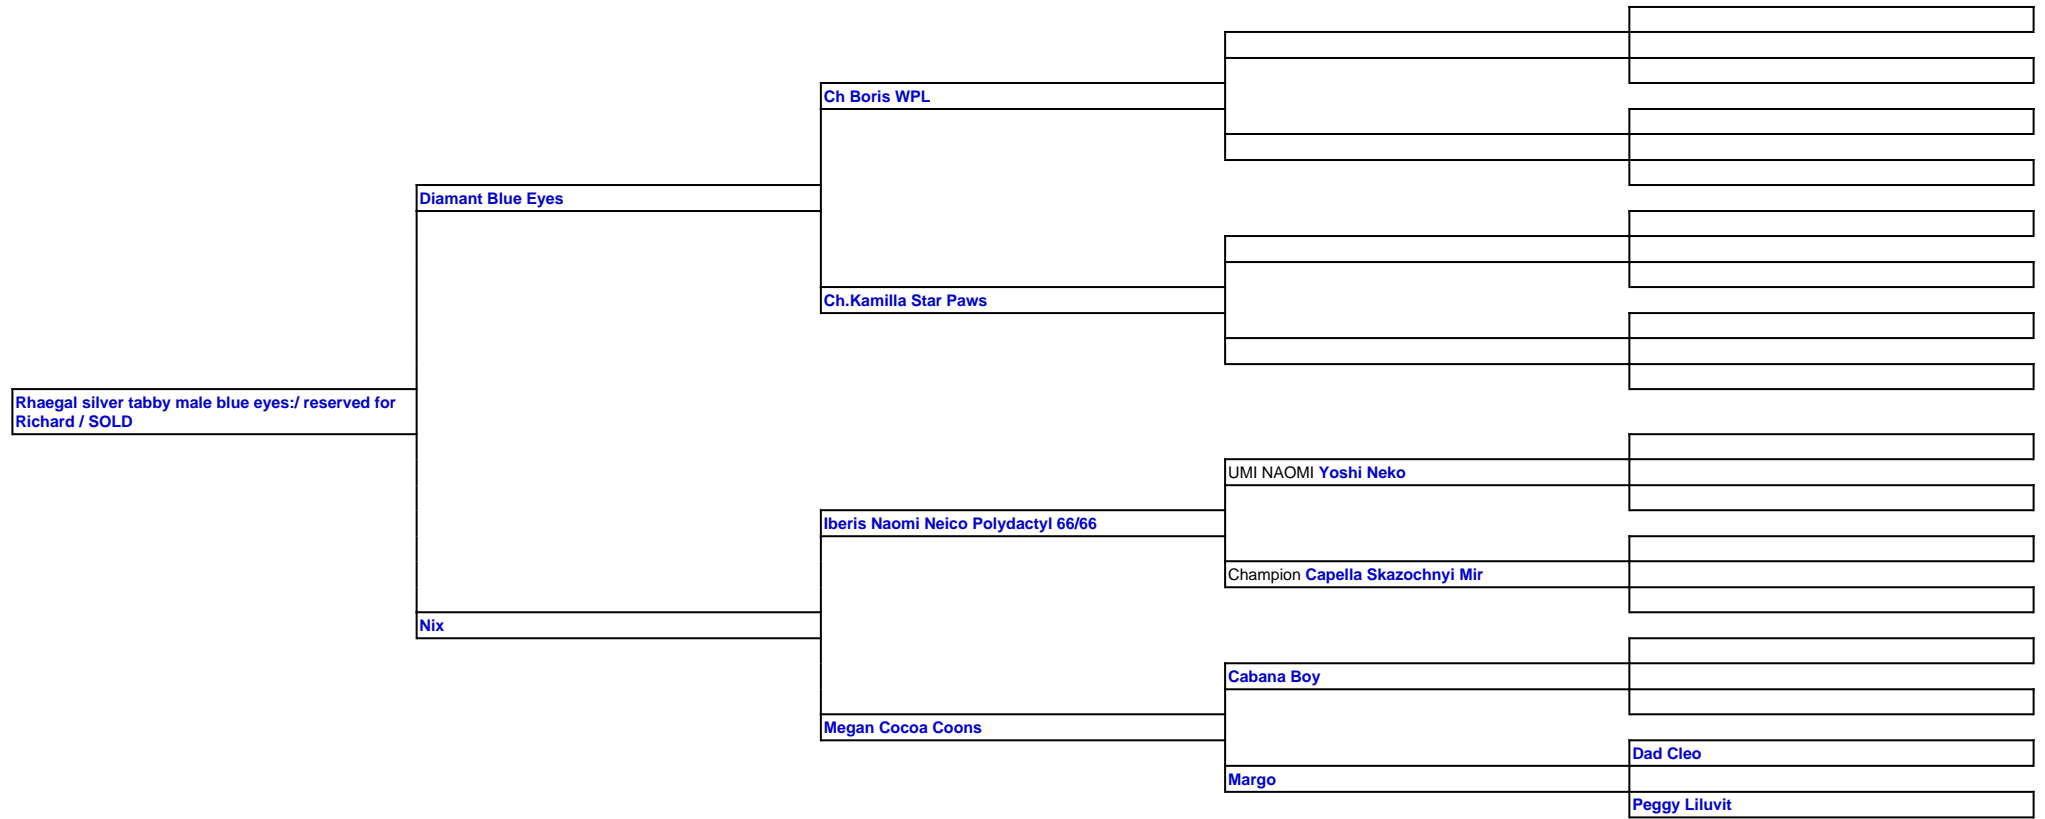 Ch Boris WPL
Diamant Blue Eyes
Ch.Kamilla Star Paws
Rhaegal silver tabby male blue eyes:/ reserved for
Richard / SOLD
UMI NAOMI Yoshi Neko
Iberis Naomi Neico Polydactyl 66/66
Champion Capella Skazochnyi Mir
Nix
Cabana Boy
Megan Cocoa Coons
Dad Cleo
Margo
Peggy Liluvit